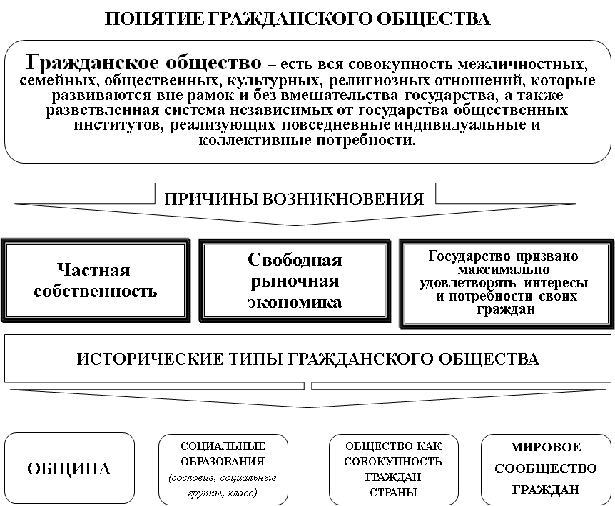 ПОНЯТИЕ ГРАЖДАНСКОГО ОБЩЕСТВА
Гражданское общество – есть вся совокупность межличностных,
семейных, общественных, культурных, религиозных отношений, которые
развиваются вне рамок и без вмешательства государства, а также
разветвленная система независимых от государства общественных
институтов, реализующих повседневные индивидуальные и
коллективные потребности.
ПРИЧИНЫ ВОЗНИКНОВЕНИЯ
Частная
собственность
Свободная
рыночная
экономика
Государство призвано
максимально
удовлетворять интересы
и потребности своих
граждан
ИСТОРИЧЕСКИЕ ТИПЫ ГРАЖДАНСКОГО ОБЩЕСТВА
ОБЩИНА
СОЦИАЛЬНЫЕ
ОБРАЗОВАНИЯ
(сословия, социальные
группы, класс)
ОБЩЕСТВО КАК
СОВОКУПНОСТЬ
ГРАЖДАН
СТРАНЫ
МИРОВОЕ
СООБЩЕСТВО
ГРАЖДАН